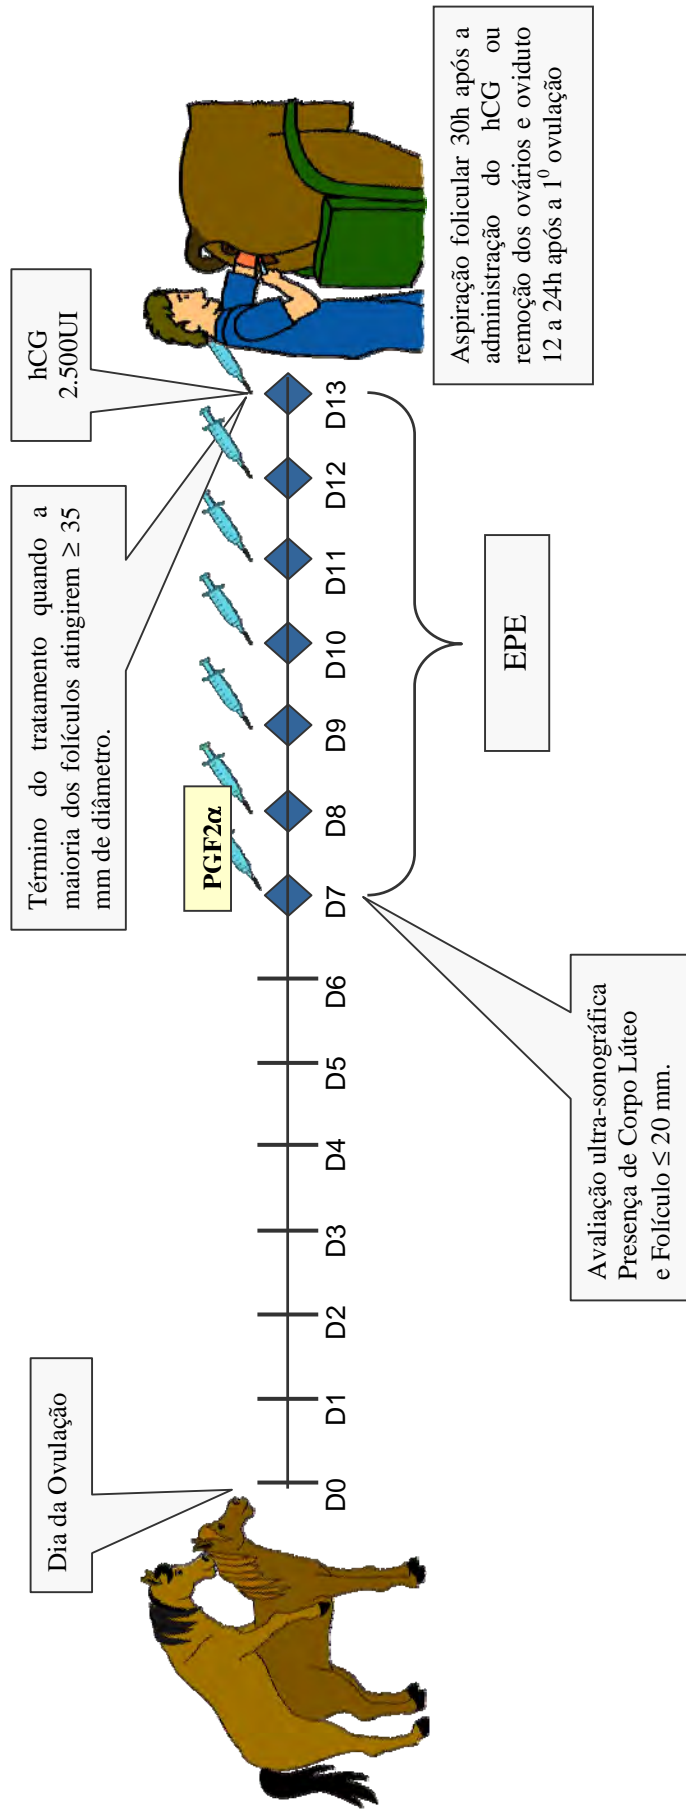 Dia da Ovulação
Término do tratamento quando a
maioria dos folículos atingirem ≥ 35
mm de diâmetro.
hCG
2.500UI
PGF2α
D0
D1
D2
D3
D4
D5
D6
D7
D8
D9
D10
D11
D12
D13
Avaliação ultra-sonográfica
Presença de Corpo Lúteo
e Folículo ≤ 20 mm.
EPE
Aspiração folicular 30h após a
administração do hCG ou
remoção dos ovários e oviduto
12 a 24h após a 1⁰ ovulação